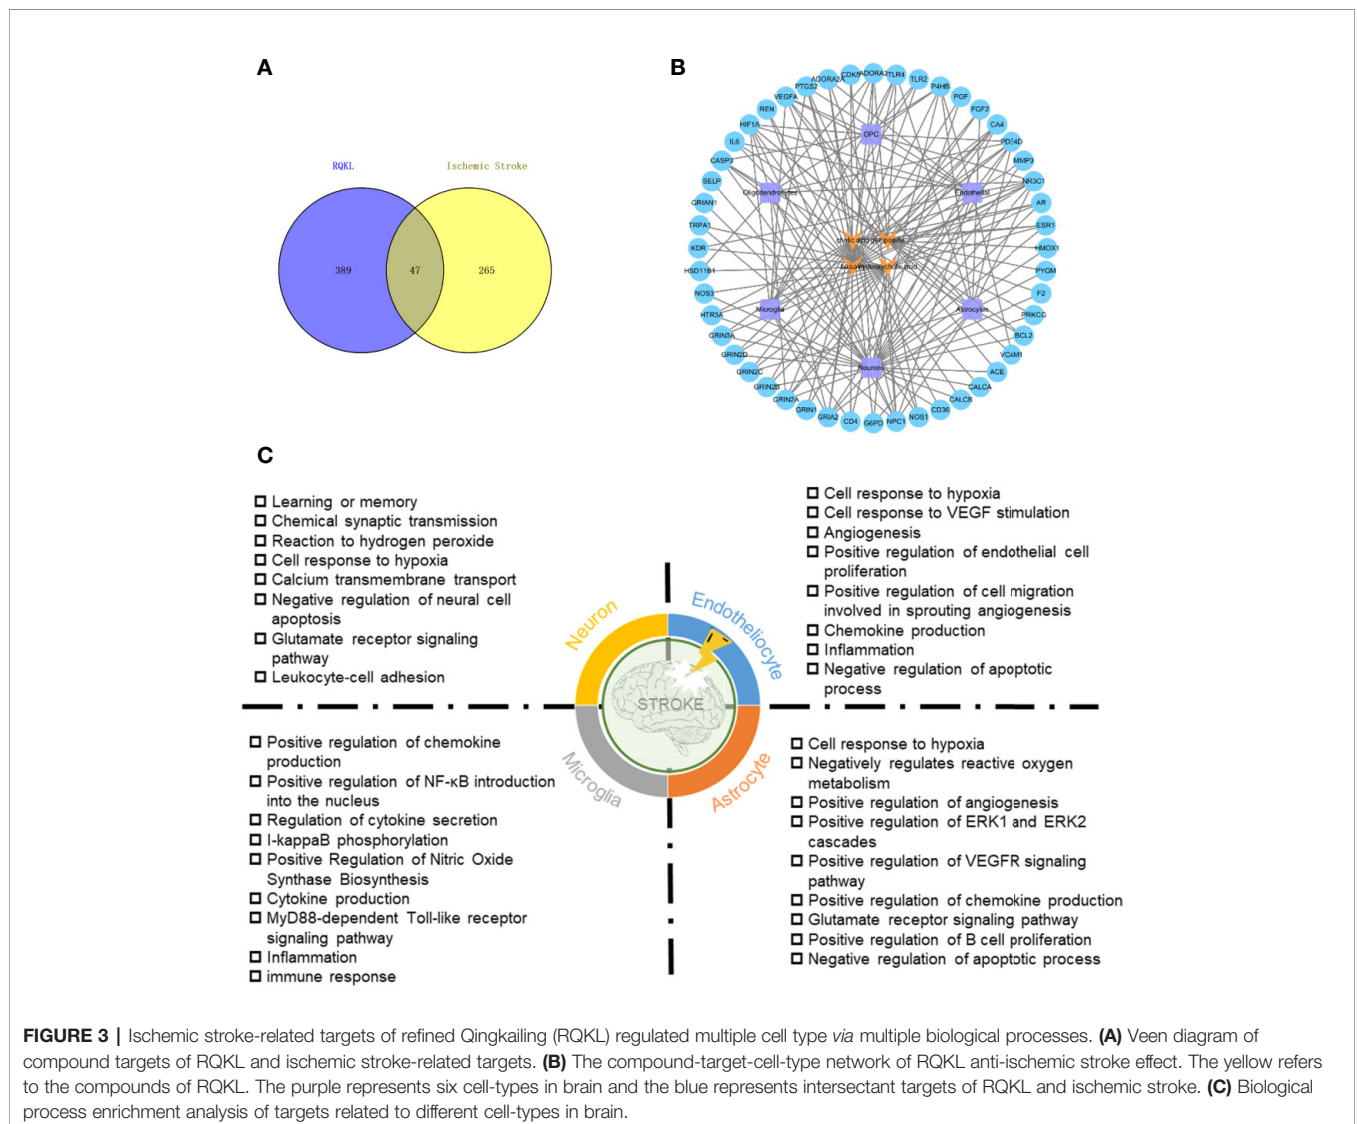 A
RQKL
Ischemic Stroke
389
47
265
B
ADORA2A
CDK5
ADORA3
TLR4
TLR2
P4HB
PGF
FGF2
CA4
PDE4D
MMP3
NR3C1
AR
ESR1
HMOX1
PYGM
F2
PRKCG
BCL2
VCAM1
ACE
CALCA
CALCB
CD36
NOS1
NPC1
G6PD
CD4
GRIA2
GRIN1
GRIN2A
GRIN2B
GRIN2C
GRIN2D
GRIN3A
HTR3A
NOS3
HSD11B1
KDR
TRPA1
GRIAN1
SELP
CASP3
IL6
HIF1A
REN
VEGFA
PTGS2
OPC
Oligodendrocytes
Endothelial
Microglia
Astrocytes
Neurons
C
Learning or memory
Chemical synaptic transmission
Reaction to hydrogen peroxide
Cell response to hypoxia
Calcium transmembrane transport
Negative regulation of neural cell
apoptosis
Glutamate receptor signaling
pathway
Leukocyte-cell adhesion
Cell response to hypoxia
Cell response to VEGF stimulation
Angiogenesis
Positive regulation of endothelial cell
proliferation
Positive regulation of cell migration
involved in sprouting angiogenesis
Chemokine production
Inflammation
Negative regulation of apoptotic
process
Neuron
Endotheliocyte
STROKE
Microglia
Astrocyte
Positive regulation of chemokine
production
Positive regulation of NF-κB introduction
into the nucleus
Regulation of cytokine secretion
I-kappaB phosphorylation
Positive Regulation of Nitric Oxide
Synthase Biosynthesis
Cytokine production
MyD88-dependent Toll-like receptor
signaling pathway
Inflammation
immune response
Cell response to hypoxia
Negatively regulates reactive oxygen
metabolism
Positive regulation of angiogenesis
Positive regulation of ERK1 and ERK2
cascades
Positive regulation of VEGFR signaling
pathway
Positive regulation of chemokine production
Glutamate receptor signaling pathway
Positive regulation of B cell proliferation
Negative regulation of apoptotic process
FIGURE 3 | Ischemic stroke-related targets of refined Qingkailing (RQKL) regulated multiple cell type via multiple biological processes. (A) Veen diagram of
compound targets of RQKL and ischemic stroke-related targets. (B) The compound-target-cell-type network of RQKL anti-ischemic stroke effect. The yellow refers
to the compounds of RQKL. The purple represents six cell-types in brain and the blue represents intersectant targets of RQKL and ischemic stroke. (C) Biological
process enrichment analysis of targets related to different cell-types in brain.